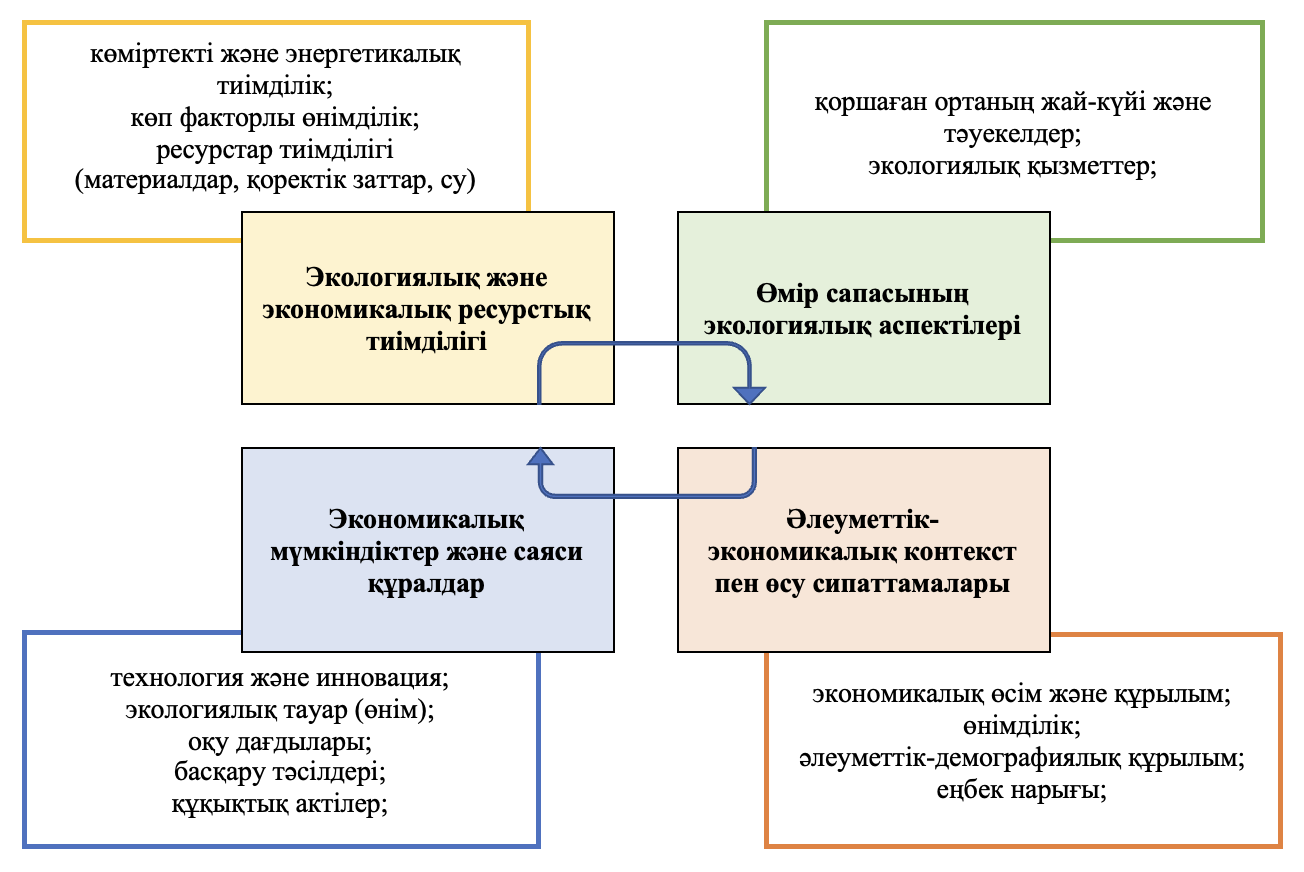 көміртекті және энергетикалық
тиімділік;
көп факторлы өнімділік;
ресурстар тиімділігі
(материалдар, қоректік заттар, су)
Экологиялық және
экономикалық ресурстық
тиімділігі
қоршаған ортаның жай-күйі және
тәуекелдер;
экологиялық қызметтер;
Өмір сапасының
экологиялық аспектілері
Экономикалық
мүмкіндіктер және саяси
құралдар
технология және инновация;
экологиялық тауар (өнім);
оқу дағдылары;
басқару тәсілдері;
құқықтық актілер;
Әлеуметтік-
экономикалық контекст
пен өсу сипаттамалары
экономикалық өсім және құрылым;
өнімділік;
әлеуметтік-демографиялық құрылым;
еңбек нарығы;